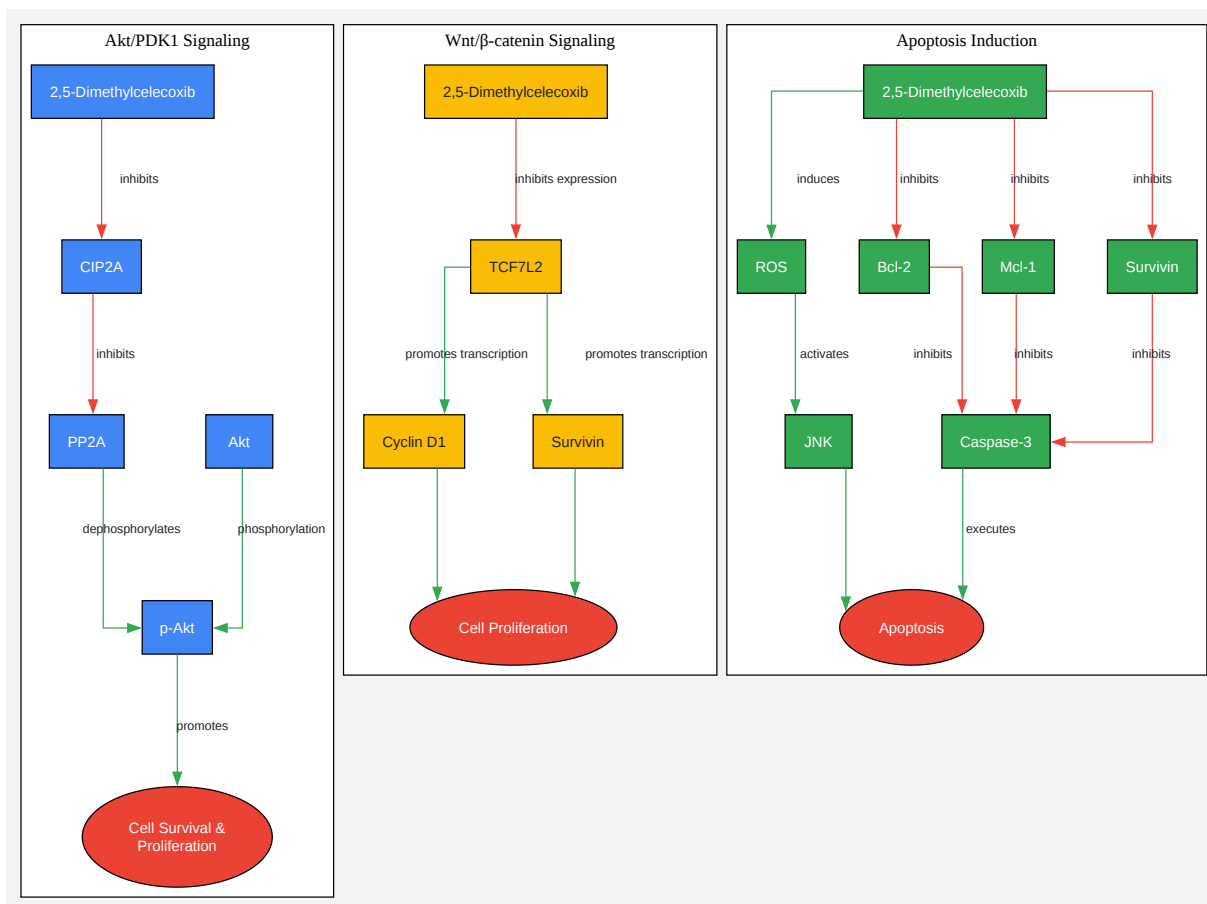 Akt/PDK1 Signaling
2,5-Dimethylcelecoxib
inhibits
CIP2A
inhibits
PP2A
Akt
dephosphorylates
phosphorylation
p-Akt
promotes
Cell Survival &
Proliferation
Wnt/β-catenin Signaling
2,5-Dimethylcelecoxib
inhibits expression
TCF7L2
promotes transcription
promotes transcription
Cyclin D1
Survivin
Cell Proliferation
Apoptosis Induction
2,5-Dimethylcelecoxib
induces
inhibits
inhibits
inhibits
ROS
Bcl-2
Mcl-1
Survivin
activates
inhibits
inhibits
inhibits
JNK
Caspase-3
executes
Apoptosis